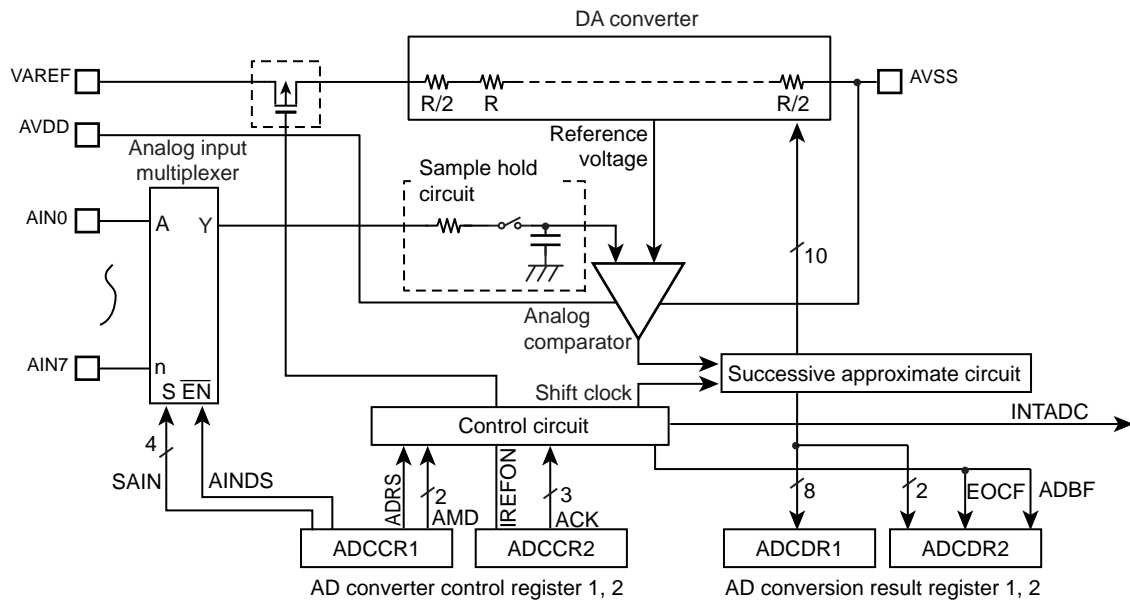 DA converter
VAREF
R/2
R
R/2
AVSS
AVDD
Analog input
multiplexer
Reference
voltage
Sample hold
circuit
AIN0
A
Y
10
Analog
comparator
AIN7
n
S EN
Successive approximate circuit
Shift clock
INTADC
Control circuit
4
SAIN
AINDS
ADRS
2
AMD
IREFON
3
ACK
8
2
EOCF
ADBF
ADCCR1
ADCCR2
ADCDR1
ADCDR2
AD converter control register 1, 2
AD conversion result register 1, 2